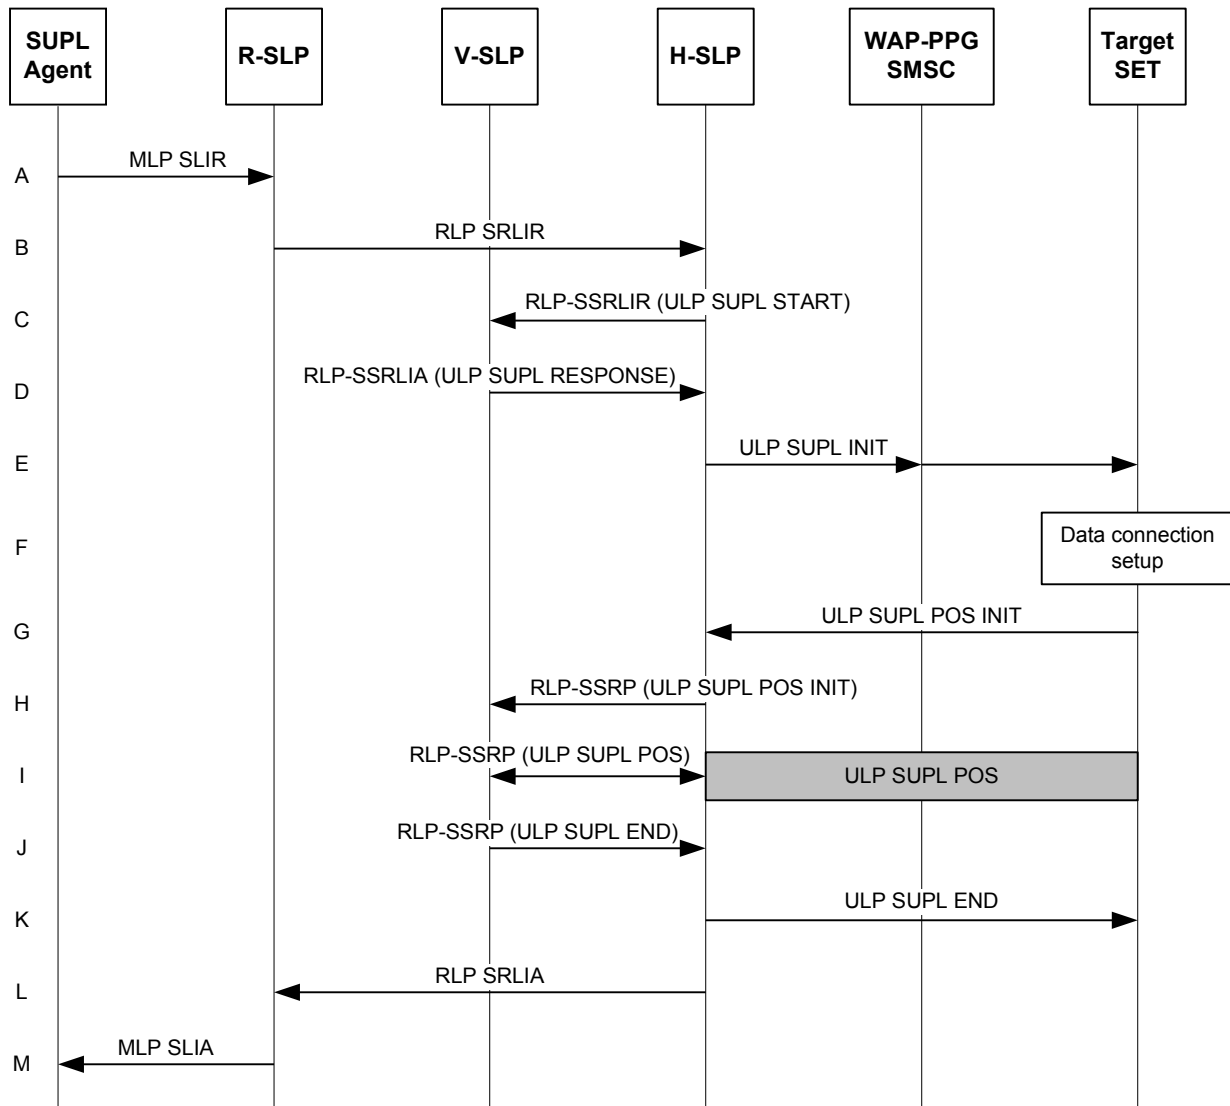 SUPL
Agent
R-SLP
V-SLP
H-SLP
WAP-PPG
SMSC
Target
SET
A
MLP SLIR
B
RLP SRLIR
C
RLP-SSRLIR (ULP SUPL START)
D
RLP-SSRLIA (ULP SUPL RESPONSE)
E
ULP SUPL INIT
F
Data connection
setup
G
ULP SUPL POS INIT
H
RLP-SSRP (ULP SUPL POS INIT)
I
RLP-SSRP (ULP SUPL POS)
ULP SUPL POS
J
RLP-SSRP (ULP SUPL END)
K
ULP SUPL END
L
RLP SRLIA
M
MLP SLIA